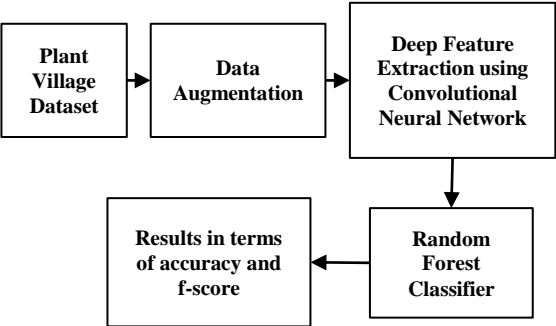 Plant
Village
Dataset
Data
Augmentation
Deep Feature
Extraction using
Convolutional
Neural Network
Random
Forest
Classifier
Results in terms
of accuracy and
f-score